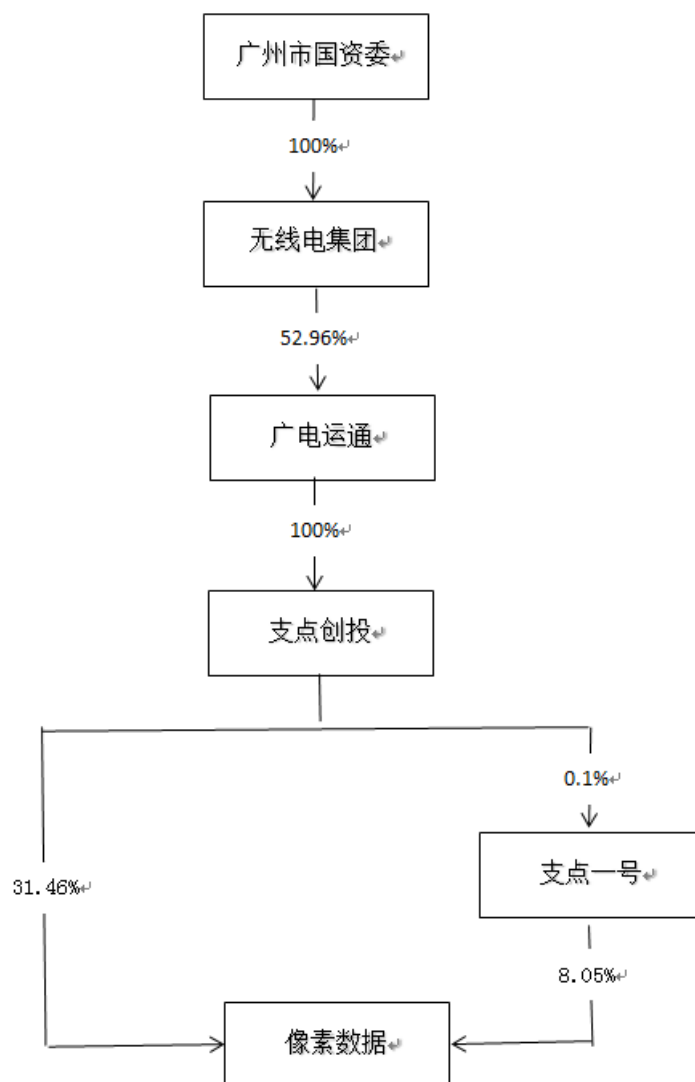 广州市国资委↵
100%↵
无线电集团↵
52.96%↵
广电运通↵
100%↵
支点创投↵
0.1%↵
支点一号↵
31.46%↵
8.05%↵
像素数据↵